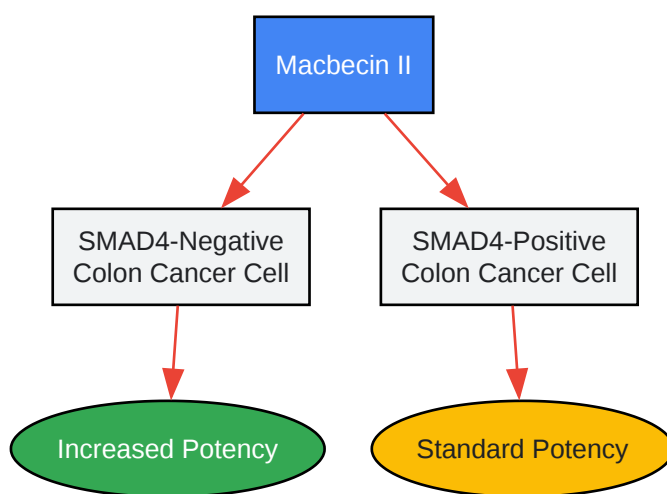 Macbecin II
SMAD4-Negative
Colon Cancer Cell
SMAD4-Positive
Colon Cancer Cell
Increased Potency
Standard Potency